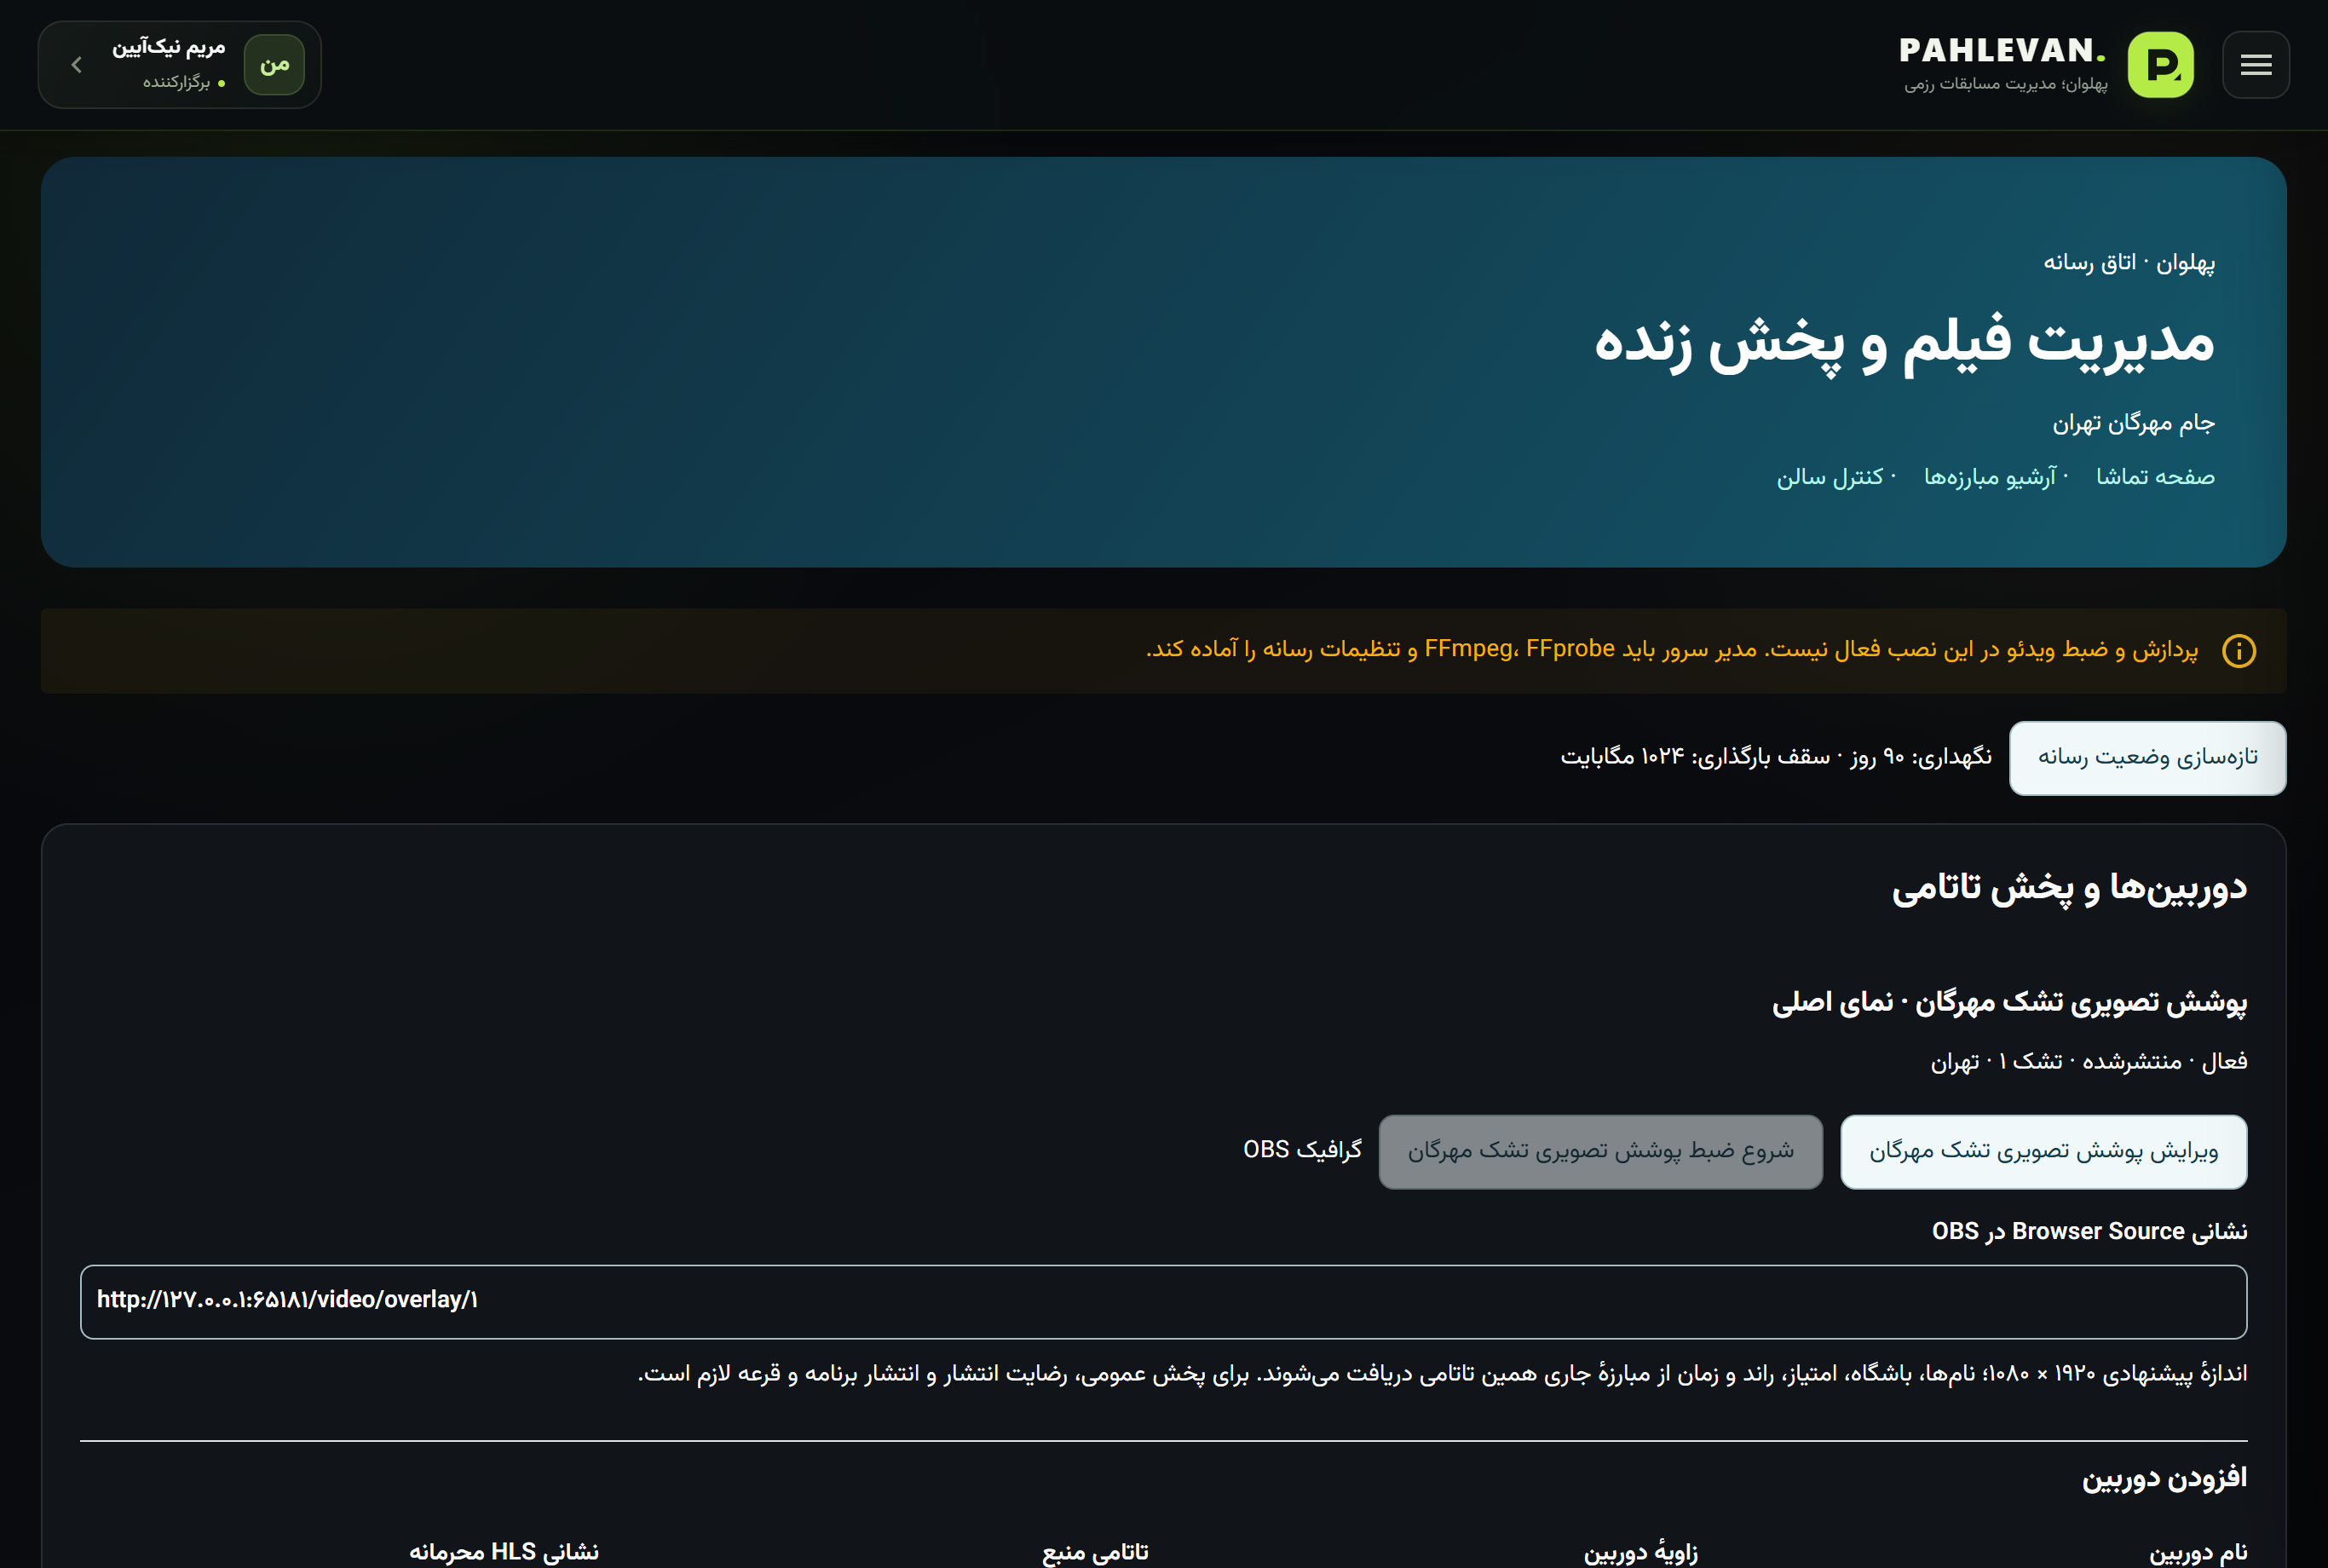 PAHLEVAN.
پهلوان؛ مدیریت مسابقات رزمی
من
مریم نیک‌آیین
برگزارکننده
پهلوان · اتاق رسانه
مدیریت فیلم و پخش زنده
جام مهرگان تهران
صفحه تماشا · آرشیو مبارزه‌ها · کنترل سالن
پردازش و ضبط ویدئو در این نصب فعال نیست. مدیر سرور باید FFmpeg، FFprobe و تنظیمات رسانه را آماده کند.
تازه‌سازی وضعیت رسانه
نگهداری: ۹۰ روز · سقف بارگذاری: ۱۰۲۴ مگابایت
دوربین‌ها و پخش تاتامی
پوشش تصویری تشک مهرگان · نمای اصلی
فعال · منتشرشده · تشک ۱ · تهران
ویرایش پوشش تصویری تشک مهرگان
شروع ضبط پوشش تصویری تشک مهرگان
گرافیک OBS
نشانی Browser Source در OBS
http://۱۲۷.۰.۰.۱:۶۵۱۸۱/video/overlay/۱
اندازهٔ پیشنهادی ۱۹۲۰ × ۱۰۸۰؛ نام‌ها، باشگاه، امتیاز، راند و زمان از مبارزهٔ جاری همین تاتامی دریافت می‌شوند. برای پخش عمومی، رضایت انتشار و انتشار برنامه و قرعه لازم است.
افزودن دوربین
نام دوربین
زاویهٔ دوربین
تاتامی منبع
نشانی HLS محرمانه